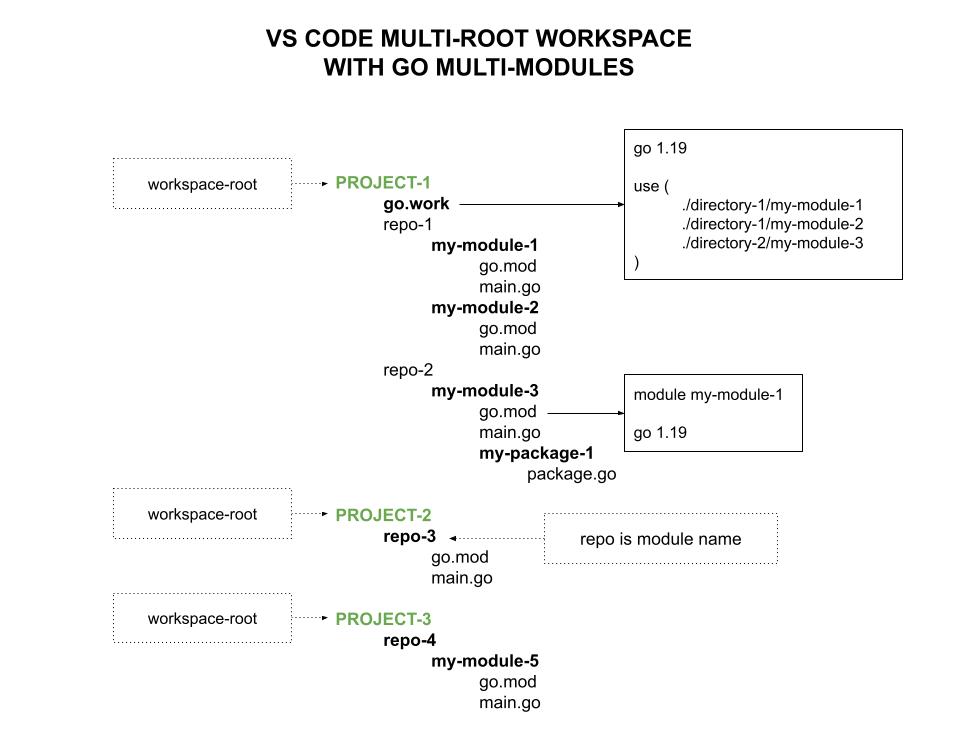 VS CODE MULTI-ROOT WORKSPACE
WITH GO MULTI-MODULES
workspace-root
PROJECT-1
go.work
repo-1
my-module-1
go.mod
main.go
my-module-2
go.mod
main.go
repo-2
my-module-3
go.mod
main.go
my-package-1
package.go
go 1.19
use (
./directory-1/my-module-1
./directory-1/my-module-2
./directory-2/my-module-3
)
module my-module-1
go 1.19
workspace-root
PROJECT-2
repo-3
go.mod
main.go
repo is module name
workspace-root
PROJECT-3
repo-4
my-module-5
go.mod
main.go